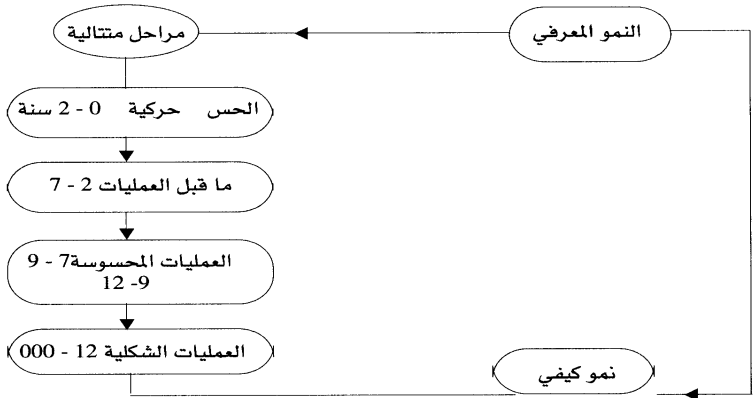 النمو المعرفي
مراحل متتالية
الحس حركية 0 - 2 سنة
ما قبل العمليات 2 - 7
العمليات المحسوسة7 - 9
9- 12
العمليات الشكلية 12 - 000
نمو كيفي